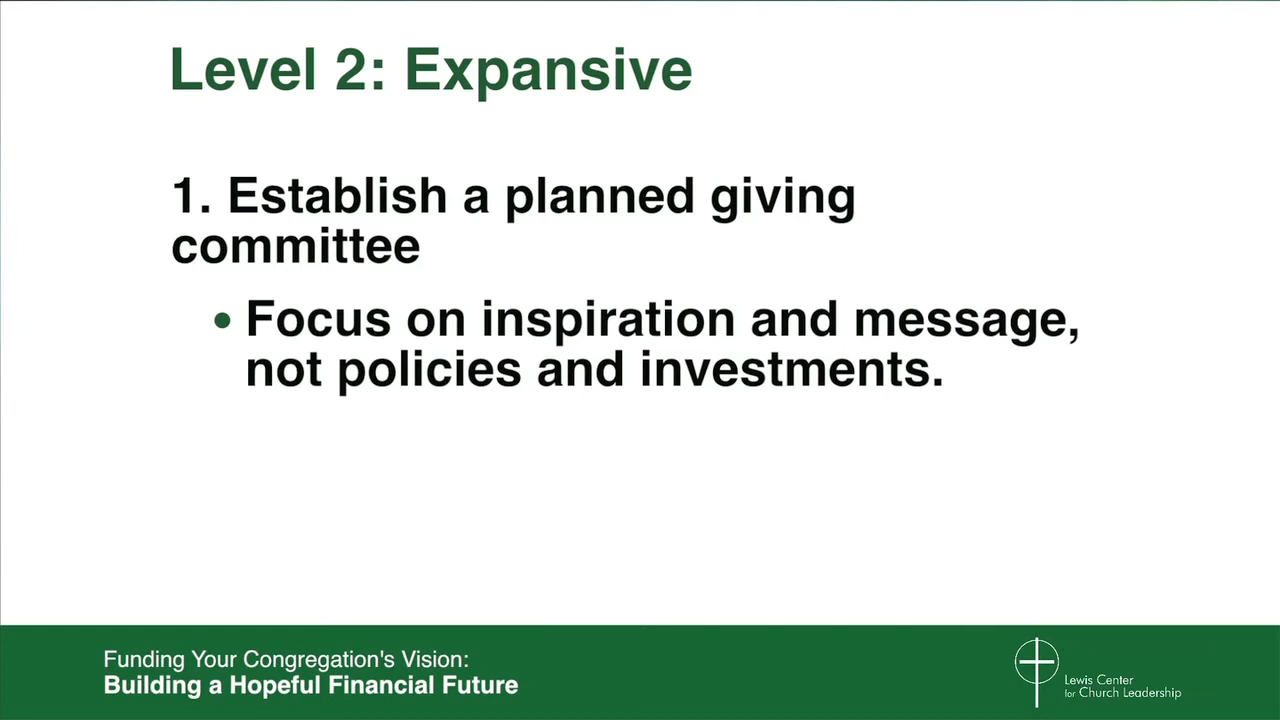 Level 2: Expansive
1. Establish a planned giving
committee
• Focus on inspiration and message,
not policies and investments.
Funding Your Congregation's Vision:
Building a Hopeful Financial Future
Lewis Center
for Church Leadership